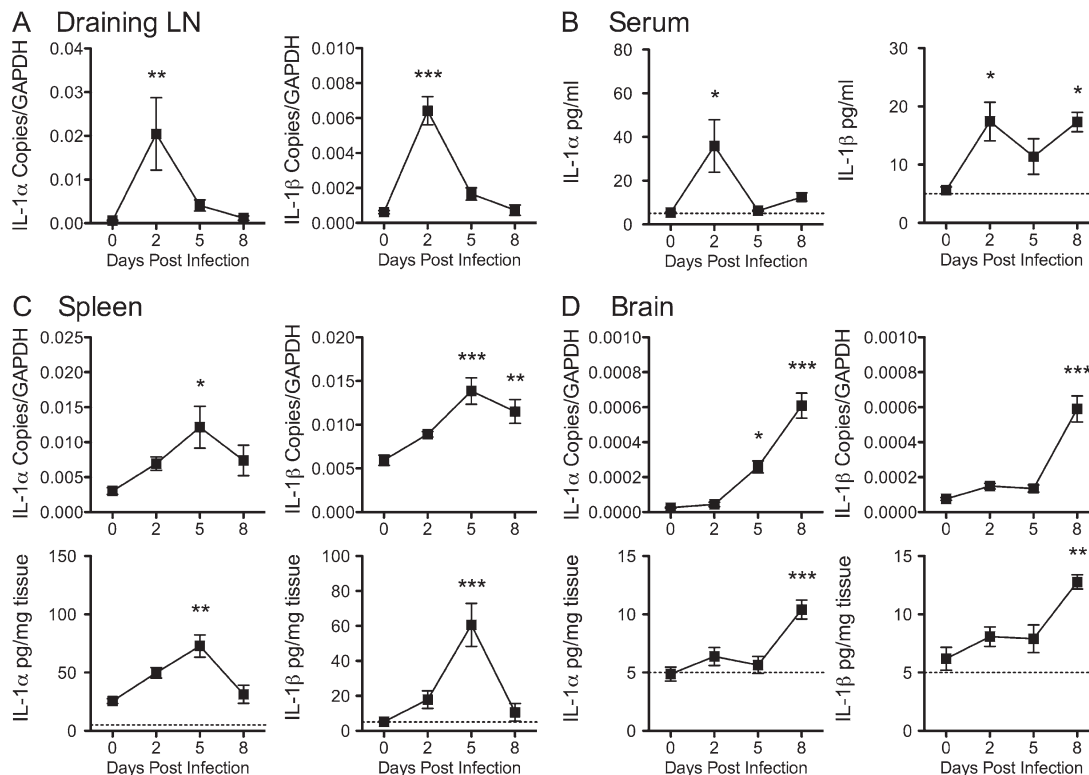 A Draining LN
IL-1α Copies/GAPDH
0.04
0.03
0.02
0.01
0.00
**
0 2 5 8
Days Post Infection
IL-1β Copies/GAPDH
0.010
0.008
0.006
0.004
0.002
0.000
***
0 2 5 8
Days Post Infection
B Serum
IL-1α pg/ml
80
60
40
20
0
*
0 2 5 8
Days Post Infection
IL-1β pg/ml
30
20
10
0
* *
0 2 5 8
Days Post Infection
C Spleen
IL-1α Copies/GAPDH
0.025
0.020
0.015
0.010
0.005
0.000
*
0 2 5 8
IL-1β Copies/GAPDH
0.020
0.015
0.010
0.005
0.000
*** **
0 2 5 8
IL-1α pg/mg tissue
150
100
50
0
**
0 2 5 8
Days Post Infection
IL-1β pg/mg tissue
100
80
60
40
20
0
***
0 2 5 8
Days Post Infection
D Brain
IL-1α Copies/GAPDH
0.0010
0.0008
0.0006
0.0004
0.0002
0.0000
* ***
0 2 5 8
IL-1β Copies/GAPDH
0.0010
0.0008
0.0006
0.0004
0.0002
0.0000
***
0 2 5 8
IL-1α pg/mg tissue
15
10
5
0
***
0 2 5 8
Days Post Infection
IL-1β pg/mg tissue
15
10
5
0
**
0 2 5 8
Days Post Infection